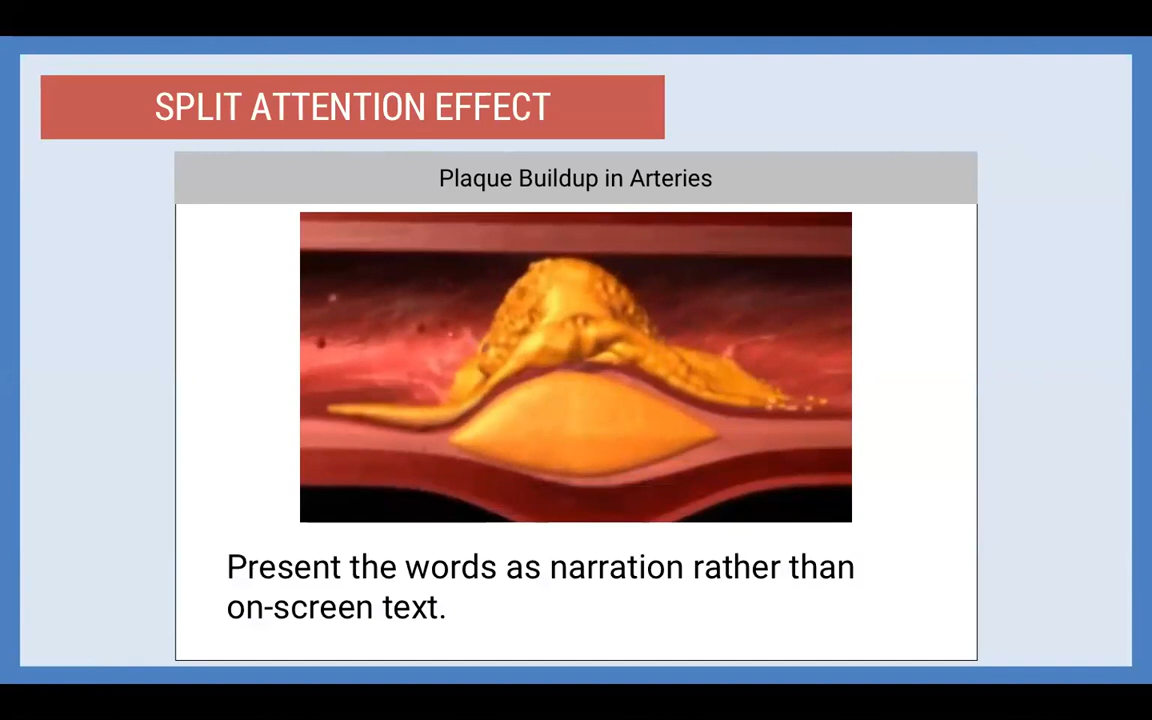 SPLIT ATTENTION EFFECT
Plaque Buildup in Arteries
Present the words as narration rather than
on-screen text.